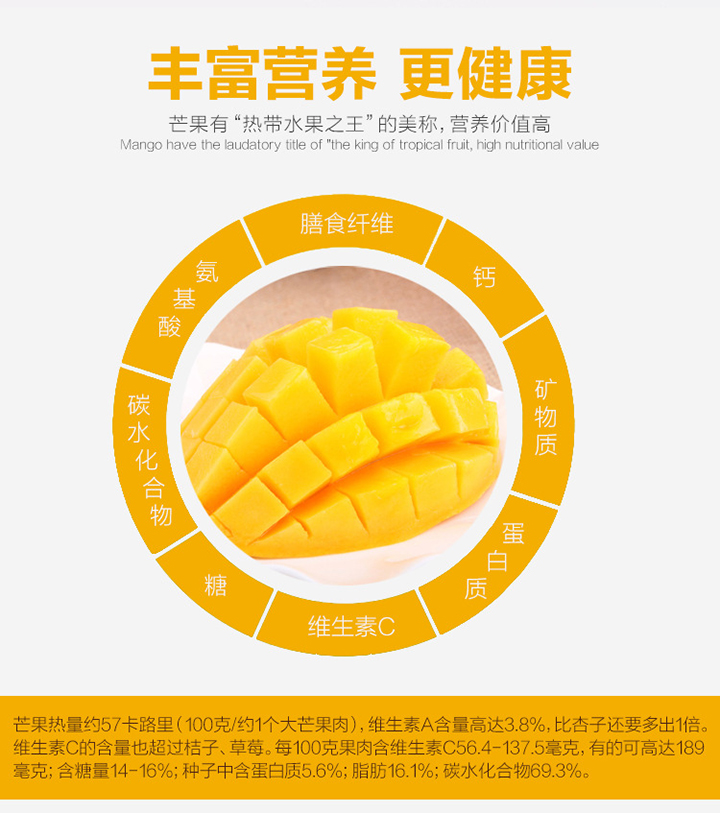 丰富营养 更健康
芒果有“热带水果之王”的美称，营养价值高
Mango have the laudatory title of "the king of tropical fruit, high nutritional value
膳食纤维
钙
矿物质
蛋白质
维生素C
糖
碳水化合物
氨基酸
芒果热量约57卡路里（100克/约1个大芒果肉），维生素A含量高达3.8%，比杏子还要多出1倍。
维生素C的含量也超过桔子、草莓。每100克果肉含维生素C56.4-137.5毫克，有的可高达189
毫克；含糖量14-16%；种子中含蛋白质5.6%；脂肪16.1%；碳水化合物69.3%。